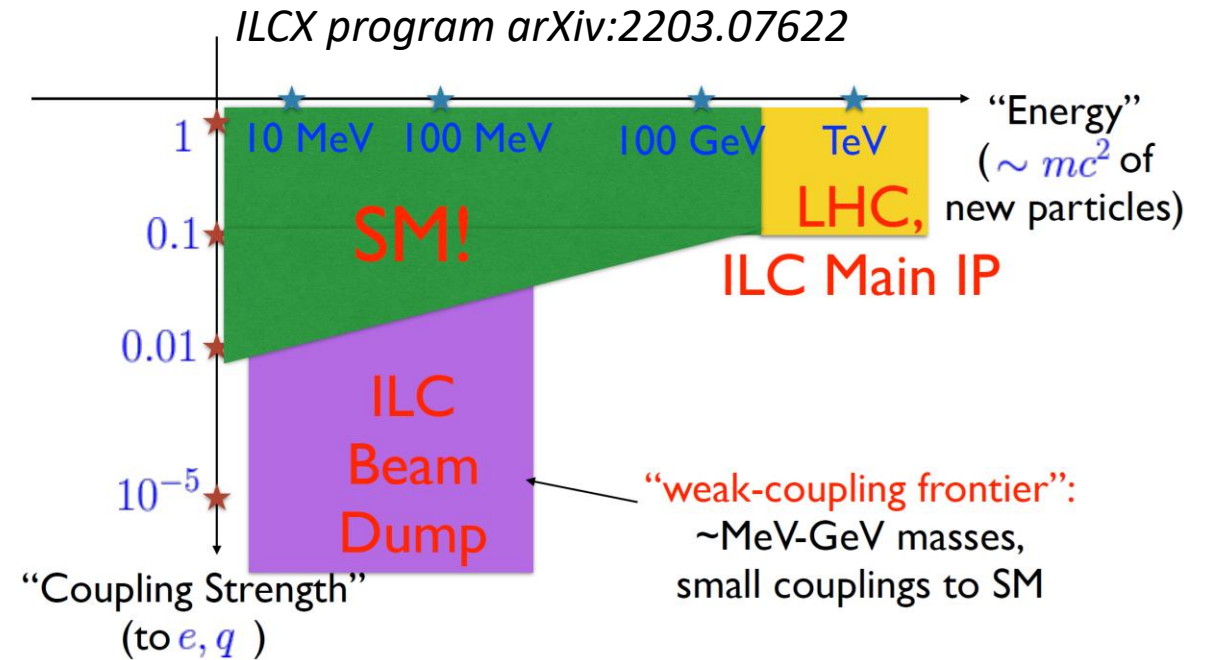 ILCX program arXiv:2203.07622
10 MeV 100 MeV 100 GeV TeV
“Energy”
(∼ mc² of
new particles)
1
SM!
LHC,
ILC Main IP
0.1
0.01
ILC
Beam
Dump
10⁻⁵
“weak-coupling frontier”:
~MeV-GeV masses,
small couplings to SM
“Coupling Strength”
(to e, q )